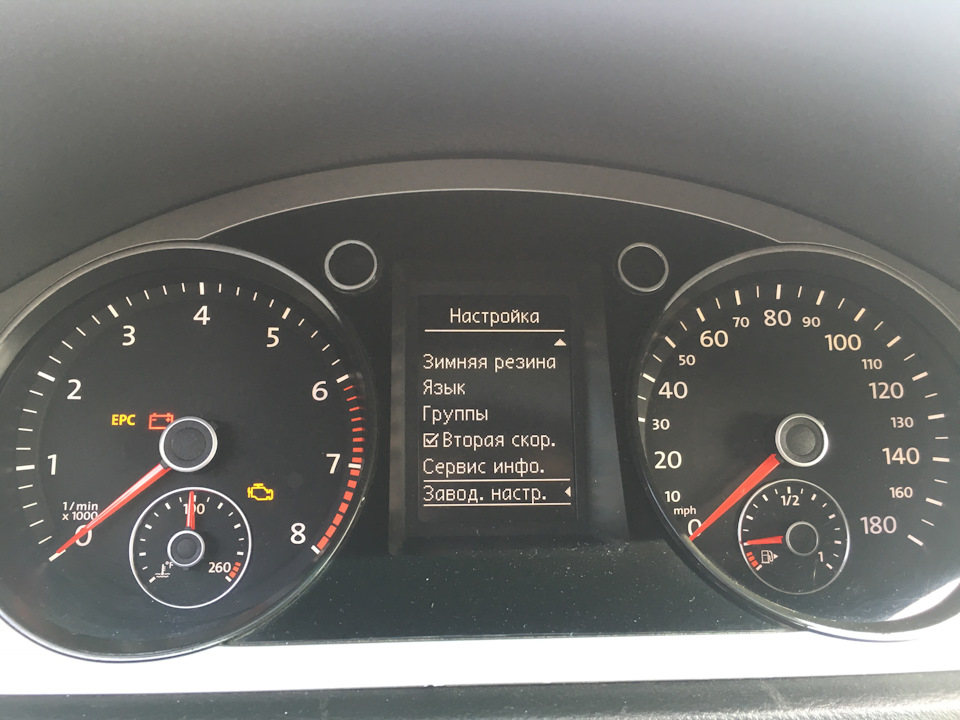 4
3
5
2
6
EPC
1
7
1/min
x 1000
0
8
190
°F
260
Настройка
Зимняя резина
Язык
Группы
Вторая скор.
Сервис инфо.
Завод. настр.
80
70
90
60
100
50
110
40
120
30
130
20
140
10
160
mph
0
180
1/2
1